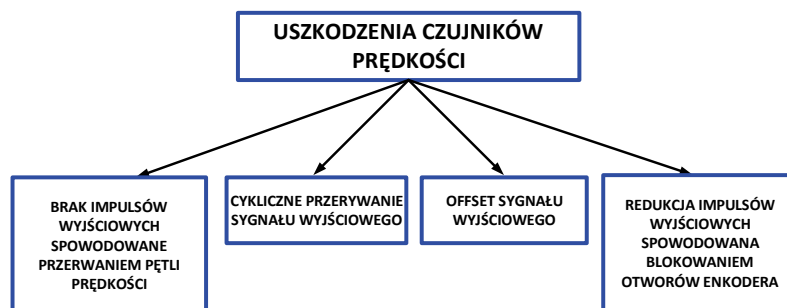 USZKODZENIA CZUJNIKÓW
PRĘDKOŚCI
BRAK IMPULSÓW
WYJŚCIOWYCH
SPOWODOWANE
PRZERWANIEM PĘTLI
PRĘDKOŚCI
CYKLICZNE PRZERYWANIE
SYGNAŁU WYJŚCIOWEGO
OFFSET SYGNAŁU
WYJŚCIOWEGO
REDUKCJA IMPULSÓW
WYJŚCIOWYCH
SPOWODOWANA
BLOKOWANIEM
OTWORÓW ENKODERA